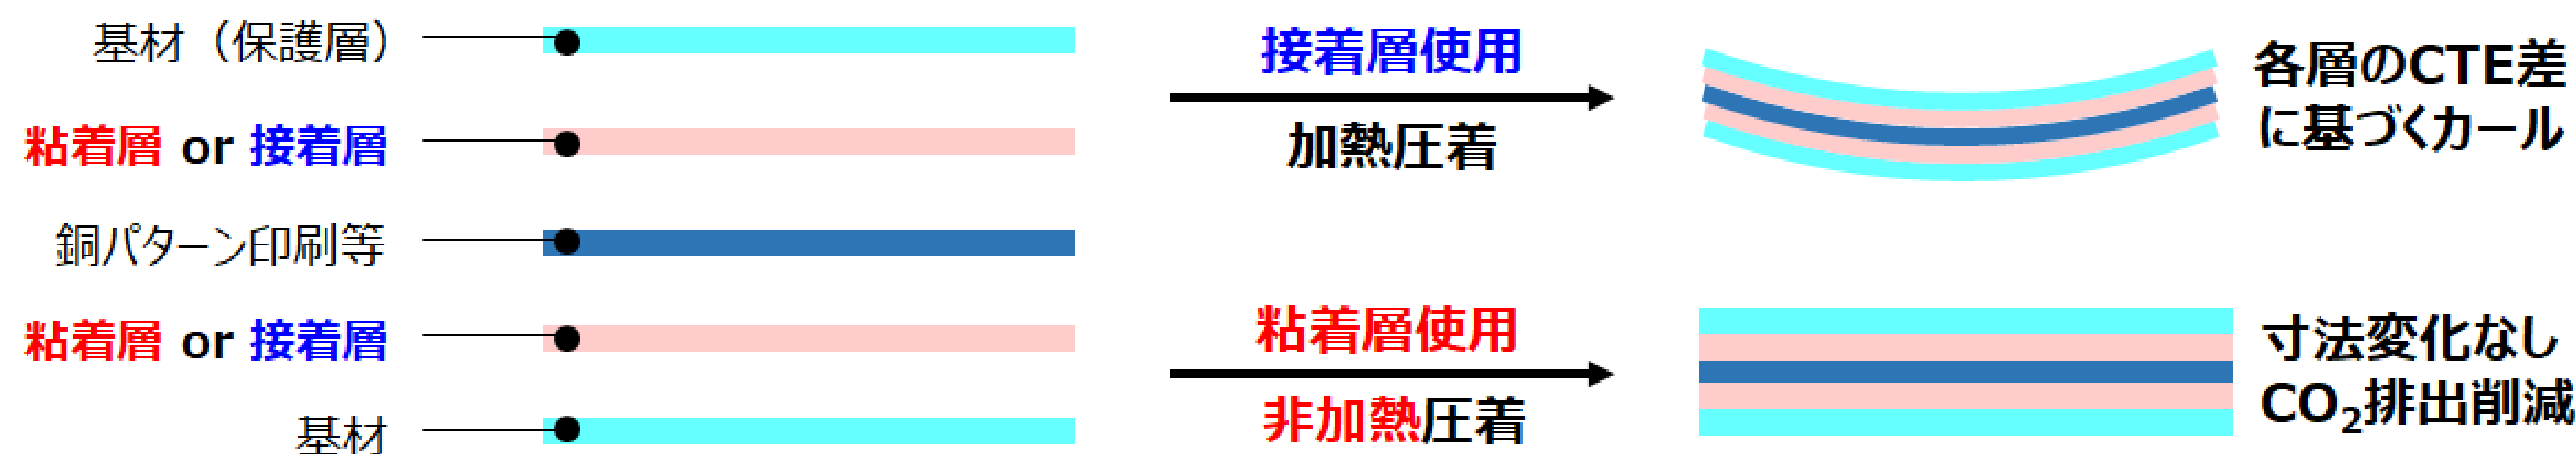 基材（保護層）
粘着層 or 接着層
銅パターン印刷等
粘着層 or 接着層
基材
接着層使用
加熱圧着
各層のCTE差
に基づくカール
粘着層使用
非加熱圧着
寸法変化なし
CO₂排出削減